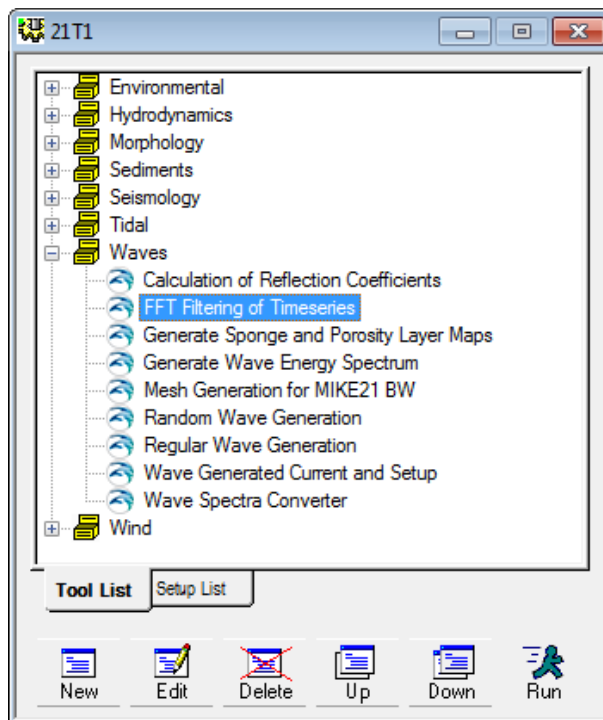 21T1
Environmental
Hydrodynamics
Morphology
Sediments
Seismology
Tidal
Waves
Calculation of Reflection Coefficients
FFT Filtering of Timeseries
Generate Sponge and Porosity Layer Maps
Generate Wave Energy Spectrum
Mesh Generation for MIKE21 BW
Random Wave Generation
Regular Wave Generation
Wave Generated Current and Setup
Wave Spectra Converter
Wind
Tool List Setup List
New Edit Delete Up Down Run